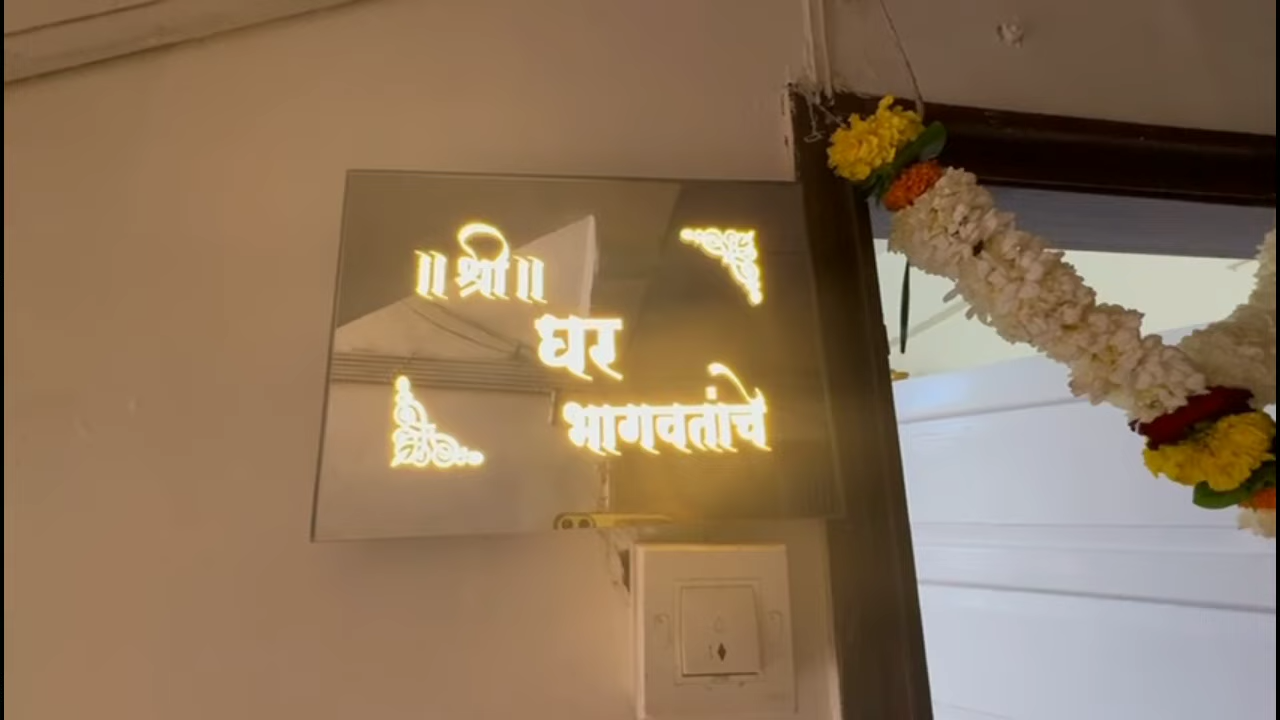 ॥ श्री ॥
घर
भागवतांचे